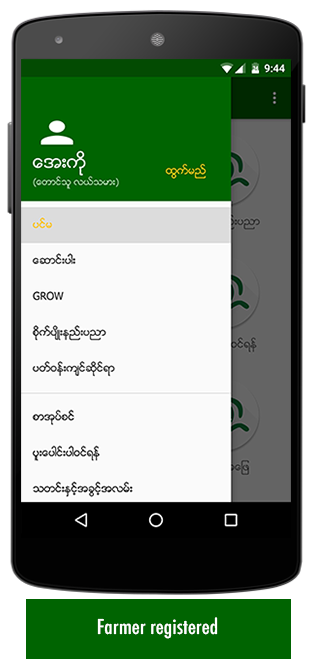 9:44
အေးကို
(တောင်သူ လယ်သမား)
ထွက်မည်
ပင်မ
ဆောင်းပါး
GROW
စိုက်ပျိုးနည်းပညာ
ပတ်ဝန်းကျင်ဆိုင်ရာ
စာအုပ်စင်
ပူးပေါင်းပါဝင်ရန်
သတင်းနှင့်အခွင့်အလမ်း
Farmer registered